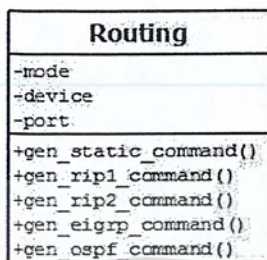 Routing
-mode
-device
-port
+gen_static_command()
+gen_rip1_command()
+gen_rip2_command()
+gen_eigrp_command()
+gen_ospf_command()